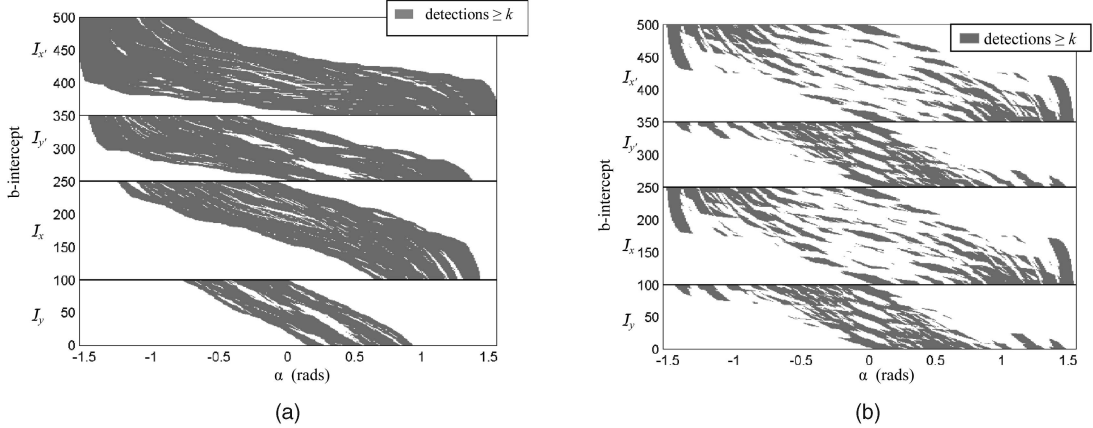 detections ≥ k
500
450
400
350
300
250
200
150
100
50
0
I_x'
I_y'
I_x
I_y
b-intercept
-1.5 -1 -0.5 0 0.5 1 1.5
α (rads)
(a)
detections ≥ k
500
450
400
350
300
250
200
150
100
50
0
I_x'
I_y'
I_x
I_y
b-intercept
-1.5 -1 -0.5 0 0.5 1 1.5
α (rads)
(b)